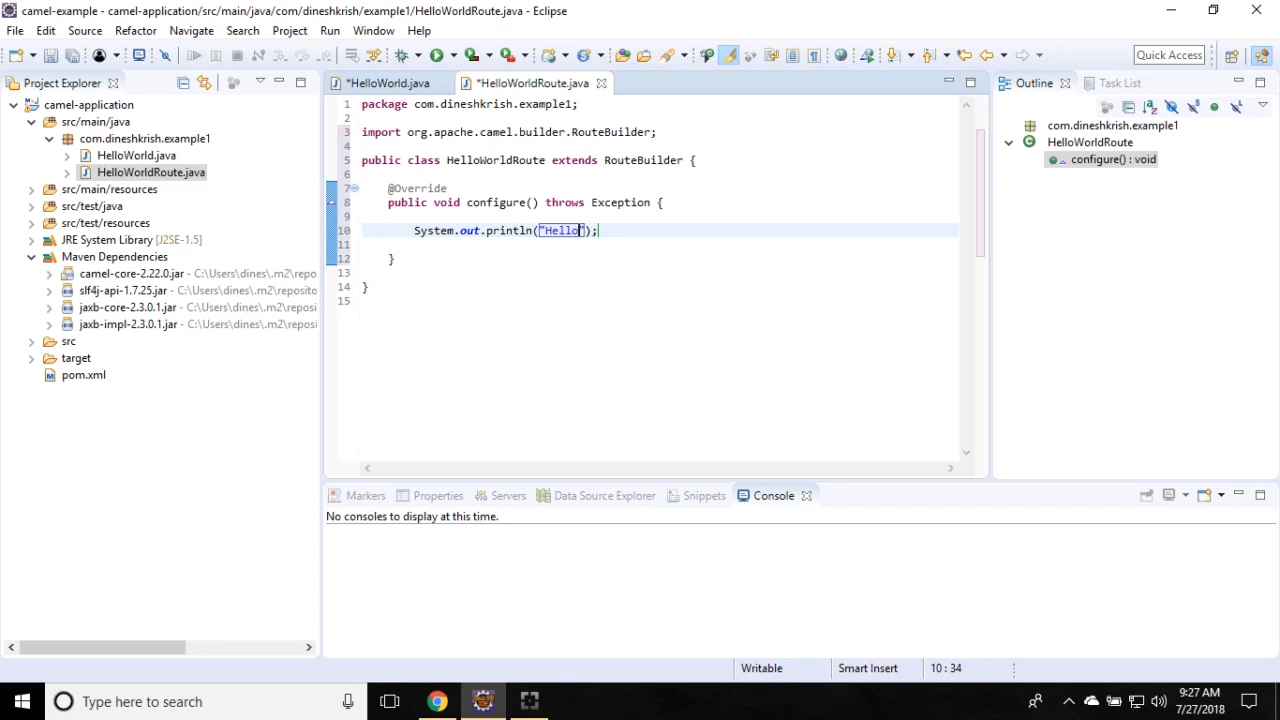 camel-example - camel-application/src/main/java/com/dineshkrish/example1/HelloWorldRoute.java - Eclipse
File Edit Source Refactor Navigate Search Project Run Window Help
Quick Access
Project Explorer
camel-application
src/main/java
com.dineshkrish.example1
HelloWorld.java
HelloWorldRoute.java
src/main/resources
src/test/java
src/test/resources
JRE System Library [J2SE-1.5]
Maven Dependencies
camel-core-2.22.0.jar - C:\Users\dines\.m2\repo
slf4j-api-1.7.25.jar - C:\Users\dines\.m2\reposito
jaxb-core-2.3.0.1.jar - C:\Users\dines\.m2\reposi
jaxb-impl-2.3.0.1.jar - C:\Users\dines\.m2\reposi
src
target
pom.xml
*HelloWorld.java *HelloWorldRoute.java
1 package com.dineshkrish.example1;
2
3 import org.apache.camel.builder.RouteBuilder;
4
5 public class HelloWorldRoute extends RouteBuilder {
6
7 @Override
8 public void configure() throws Exception {
9
10 System.out.println("Hello");
11
12 }
13
14 }
15
Outline Task List
com.dineshkrish.example1
HelloWorldRoute
configure() : void
Markers Properties Servers Data Source Explorer Snippets Console
No consoles to display at this time.
Writable Smart Insert 10 : 34
Type here to search
9:27 AM
7/27/2018